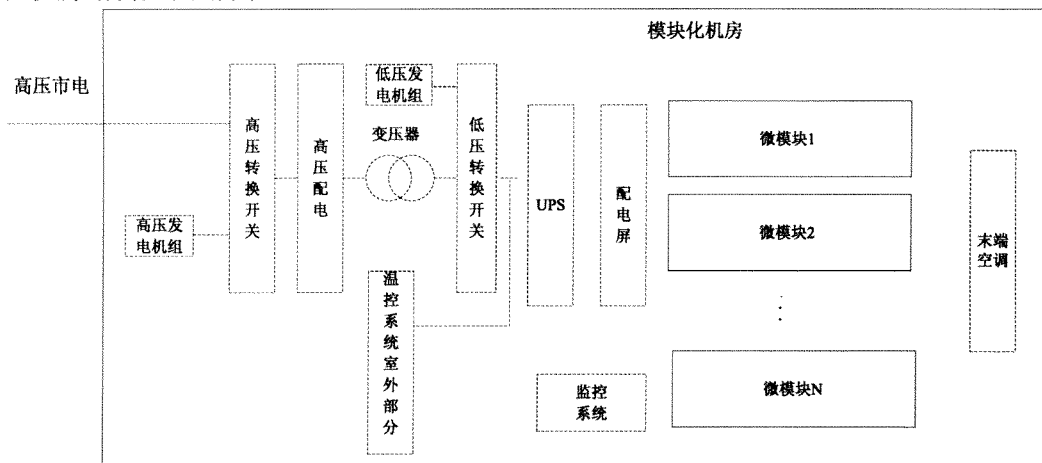 模块化机房
高压市电
低压发
电机组
高压转换开关
高压配电
变压器
低压转换开关
UPS
配电屏
微模块1
微模块2
末端
空调
高压发
电机组
温控系统室外部分
监控
系统
微模块N